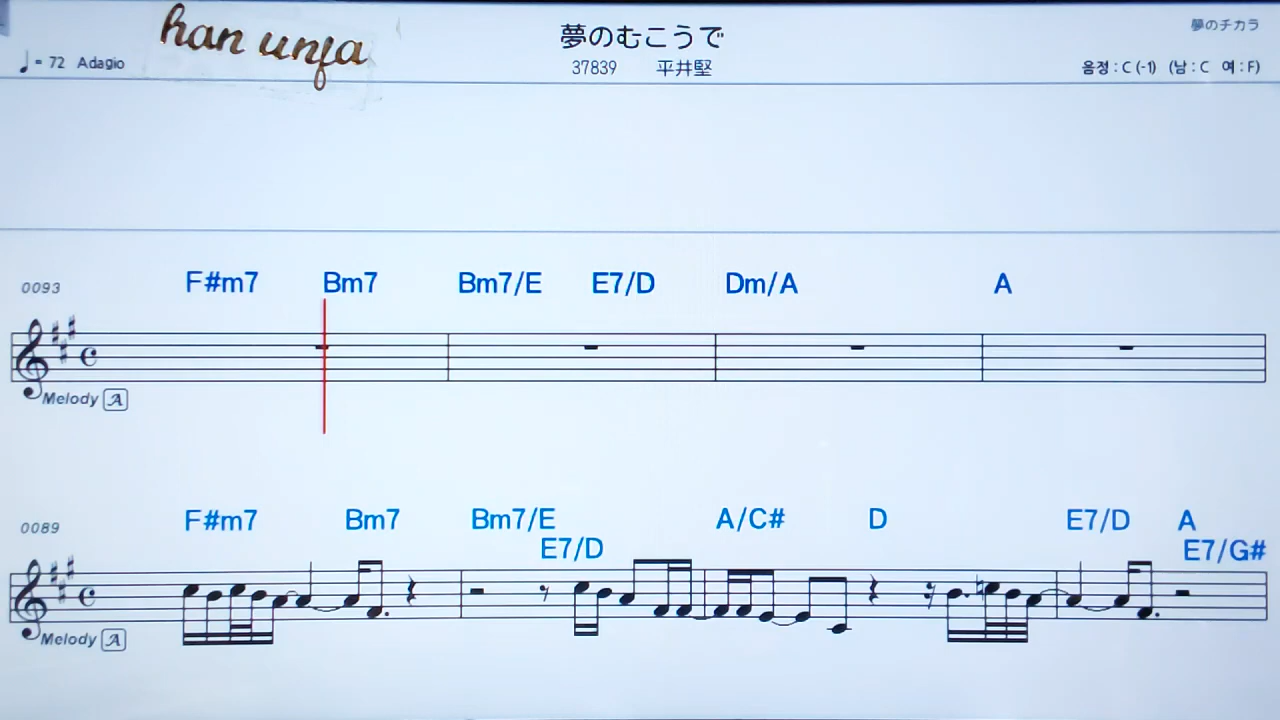 han unfa
夢のむこうで
夢のチカラ
♩= 72 Adagio
37839 平井堅
음정 : C (-1) (남 : C 여 : F)
0093
F#m7 Bm7 Bm7/E E7/D Dm/A A
Melody A
0089
F#m7 Bm7 Bm7/E A/C# D E7/D A
E7/D E7/G#
Melody A